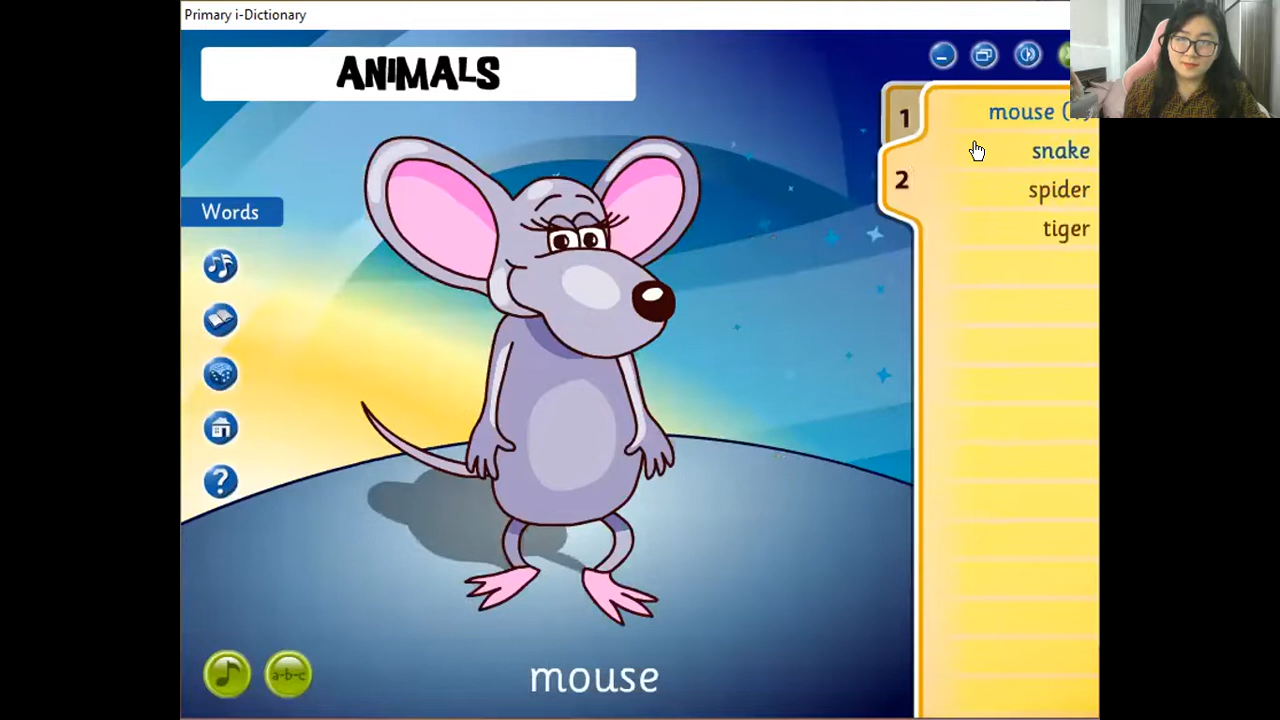 Primary i-Dictionary
ANIMALS
Words
1
2
mouse
snake
spider
tiger
a-b-c
mouse